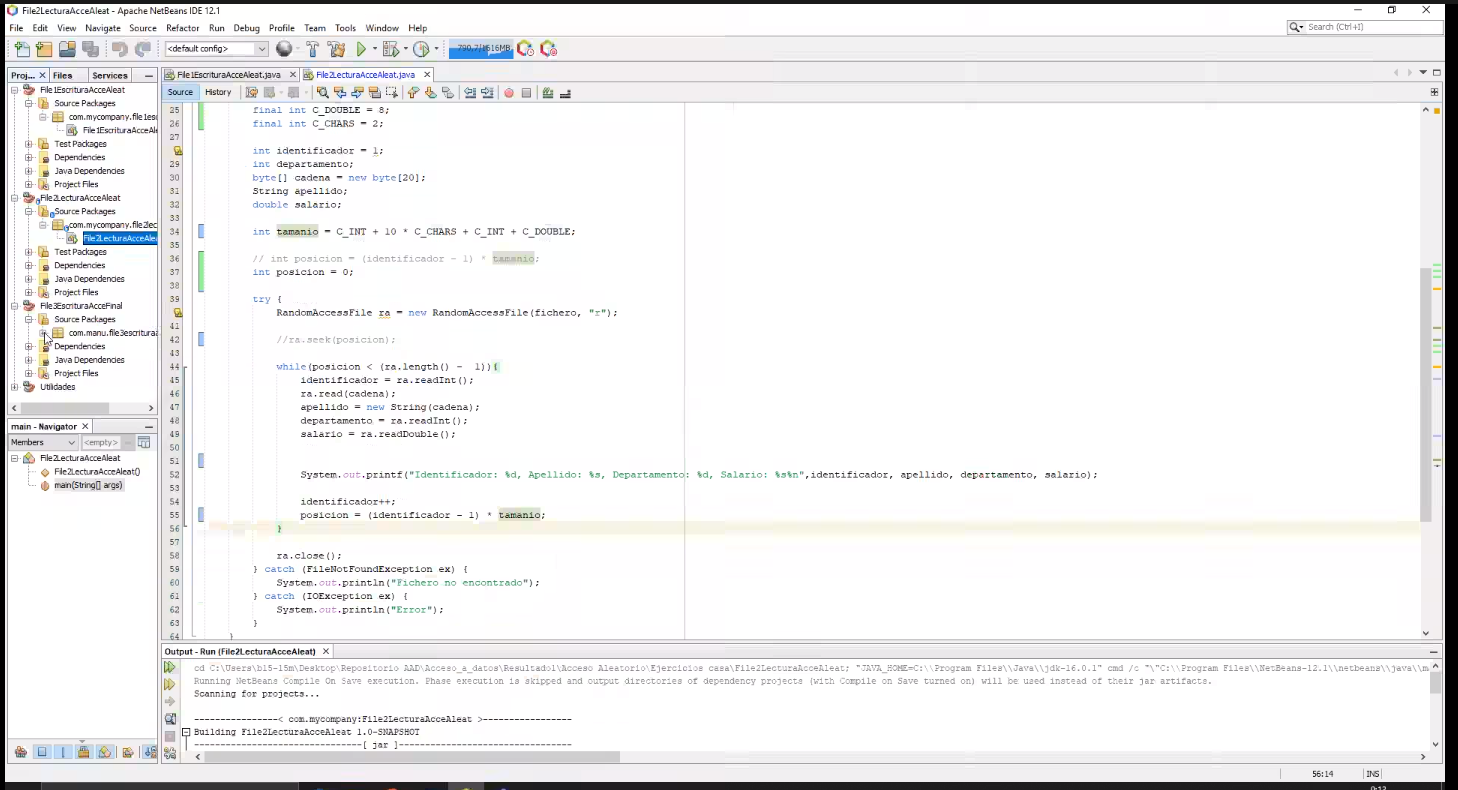 File2LecturaAcceAleat - Apache NetBeans IDE 12.1
File Edit View Navigate Source Refactor Run Debug Profile Team Tools Window Help
Search (Ctrl+I)
<default config>
Proj... Files Services
File1EscrituraAcceAleat.java File2LecturaAcceAleat.java
Source History
File1EscrituraAcceAleat
Source Packages
com.mycompany.file1es
File1EscrituraAcceAle
Test Packages
Dependencies
Java Dependencies
Project Files
File2LecturaAcceAleat
Source Packages
com.mycompany.file2lec
File2LecturaAcceAlea
Test Packages
Dependencies
Java Dependencies
Project Files
File3EscrituraAcceFinal
Source Packages
com.manu.file3escrituraa
Dependencies
Java Dependencies
Project Files
Utilidades
main - Navigator
Members <empty>
File2LecturaAcceAleat
File2LecturaAcceAleat()
main(String[] args)
25 final int C_DOUBLE = 8;
26 final int C_CHARS = 2;
27
int identificador = 1;
29 int departamento;
30 byte[] cadena = new byte[20];
31 String apellido;
32 double salario;
33
34 int tamanio = C_INT + 10 * C_CHARS + C_INT + C_DOUBLE;
35
36 // int posicion = (identificador - 1) * tamanio;
37 int posicion = 0;
38
39 try {
RandomAccessFile ra = new RandomAccessFile(fichero, "r");
41
42 //ra.seek(posicion);
43
44 while(posicion < (ra.length() - 1)){
45 identificador = ra.readInt();
46 ra.read(cadena);
47 apellido = new String(cadena);
48 departamento = ra.readInt();
49 salario = ra.readDouble();
50
51
52 System.out.printf("Identificador: %d, Apellido: %s, Departamento: %d, Salario: %s%n",identificador, apellido, departamento, salario);
53
54 identificador++;
55 posicion = (identificador - 1) * tamanio;
56 }
57
58 ra.close();
59 } catch (FileNotFoundException ex) {
60 System.out.println("Fichero no encontrado");
61 } catch (IOException ex) {
62 System.out.println("Error");
63 }
64 }
Output - Run (File2LecturaAcceAleat)
cd C:\Users\b15-15m\Desktop\Repositorio AAD\Acceso_a_datos\Resultado1\Acceso Aleatorio\Ejercicios casa\File2LecturaAcceAleat; "JAVA_HOME=C:\\Program Files\\Java\\jdk-16.0.1" cmd /c "\"C:\\Program Files\\NetBeans-12.1\\netbeans\\java\\m
Running NetBeans Compile On Save execution. Phase execution is skipped and output directories of dependency projects (with Compile on Save turned on) will be used instead of their jar artifacts.
Scanning for projects...
----------------< com.mycompany:File2LecturaAcceAleat >-----------------
Building File2LecturaAcceAleat 1.0-SNAPSHOT
--------------------------------[ jar ]---------------------------------
56:14 INS